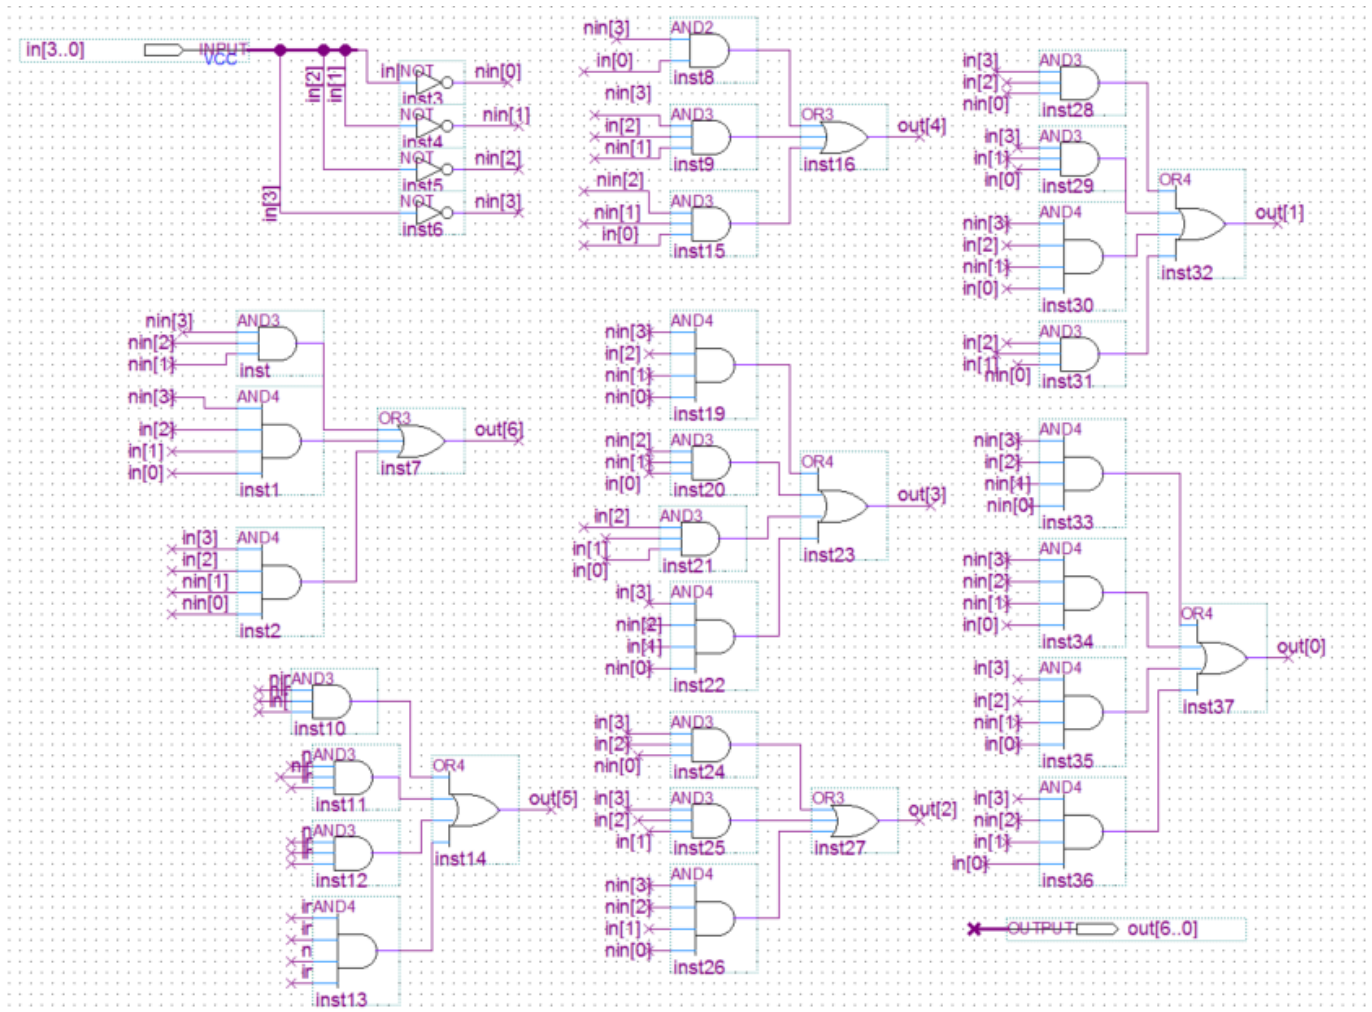 in[3..0]
INPUT
VCC
in[2]
in[1]
in[3]
NOT
nin[0]
inst3
NOT
nin[1]
inst4
NOT
nin[2]
inst5
NOT
nin[3]
inst6
nin[3]
in[0]
AND2
inst8
nin[3]
in[2]
nin[1]
AND3
inst9
nin[2]
nin[1]
in[0]
AND3
inst15
OR3
inst16
out[4]
in[3]
in[2]
nin[0]
AND3
inst28
in[3]
in[1]
in[0]
AND3
inst29
nin[3]
in[2]
nin[1]
in[0]
AND4
inst30
in[2]
in[1]
nin[0]
AND3
inst31
OR4
inst32
out[1]
nin[3]
nin[2]
nin[1]
AND3
inst
nin[3]
in[2]
in[1]
in[0]
AND4
inst1
in[3]
in[2]
nin[1]
nin[0]
AND4
inst2
OR3
inst7
out[6]
nin[3]
in[2]
nin[1]
nin[0]
AND4
inst19
nin[2]
nin[1]
in[0]
AND3
inst20
in[2]
in[1]
in[0]
AND3
inst21
in[3]
nin[2]
in[1]
nin[0]
AND4
inst22
OR4
inst23
out[3]
nin[3]
in[2]
nin[1]
nin[0]
AND4
inst33
nin[3]
nin[2]
nin[1]
in[0]
AND4
inst34
in[3]
in[2]
nin[1]
in[0]
AND4
inst35
in[3]
nin[2]
in[1]
in[0]
AND4
inst36
OR4
inst37
out[0]
AND3
inst10
AND3
inst11
AND3
inst12
AND4
inst13
OR4
inst14
out[5]
in[3]
in[2]
nin[0]
AND3
inst24
in[3]
in[2]
in[1]
AND3
inst25
nin[3]
nin[2]
in[1]
nin[0]
AND4
inst26
OR3
inst27
out[2]
OUTPUT
out[6..0]